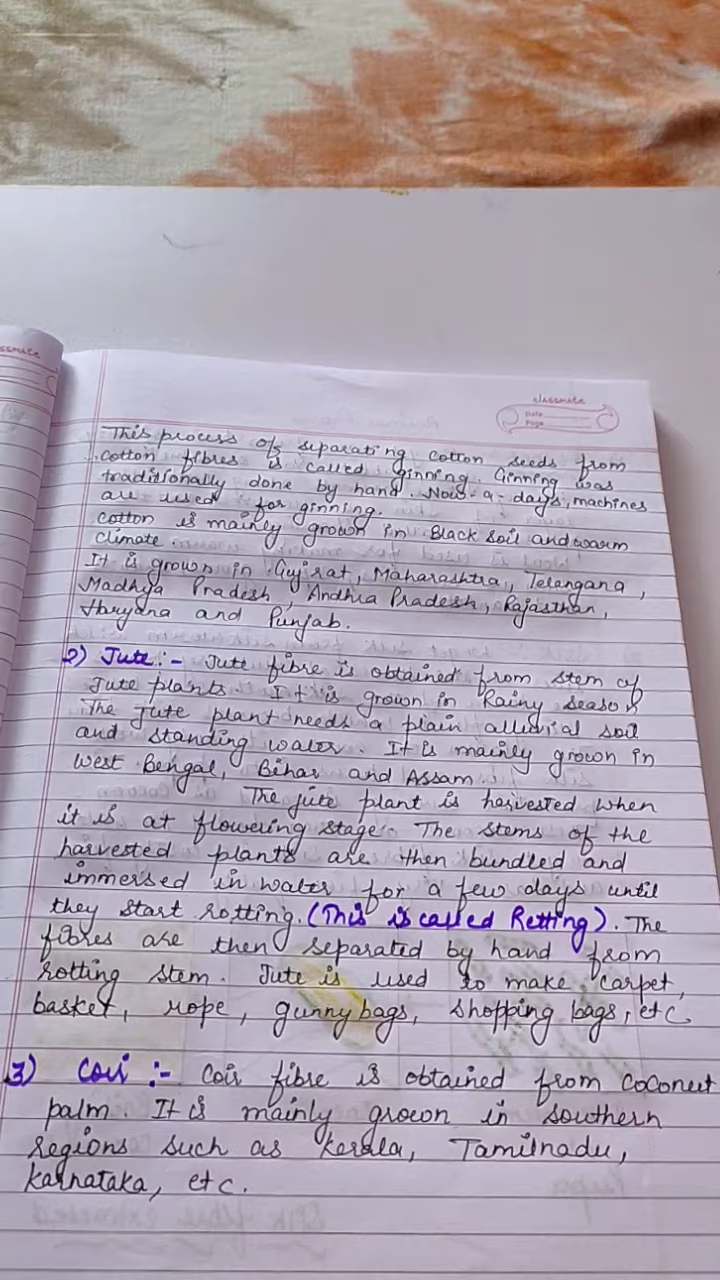 ssmate
classmate
Date
Page
This process of separating cotton seeds from
cotton fibres is called ginning. Ginning was
traditionally done by hand. Now-a-days, machines
are used for ginning.
cotton is mainly grown in Black soil and warm
climate.
It is grown in Gujrat, Maharashtra, Telangana,
Madhya Pradesh, Andhra Pradesh, Rajasthan,
Haryana and Punjab.
2) Jute:- Jute fibre is obtained from stem of
Jute plants. It is grown in Rainy season
The Jute plant needs a plain alluvial soil
and standing water. It is mainly grown in
West Bengal, Bihar and Assam.
The jute plant is harvested when
it is at flowering stage. The stems of the
harvested plants are then bundled and
immersed in water for a few days until
they start rotting. (This is called Retting). The
fibres are then separated by hand from
rotting stem. Jute is used to make carpet,
basket, rope, gunny bags, shopping bags, etc
3) Coir :- Coir fibre is obtained from coconut
palm. It is mainly grown in southern
regions such as Kerala, Tamilnadu,
Karnataka, etc.